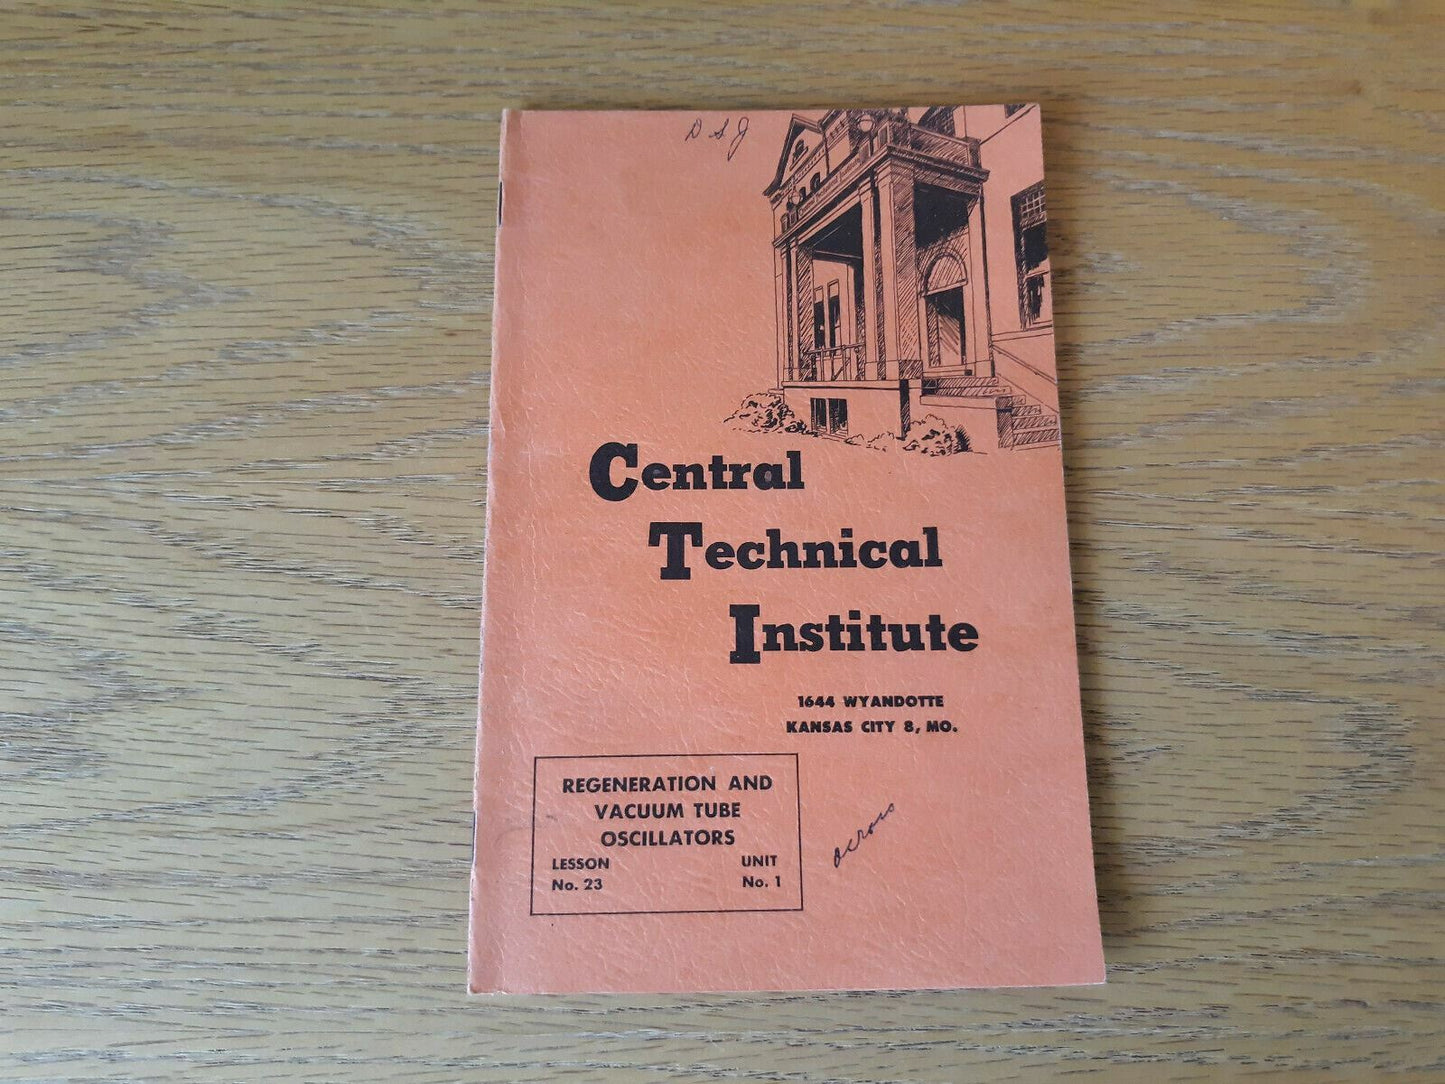 D S J
Central
Technical
Institute
1644 WYANDOTTE
KANSAS CITY 8, MO.
REGENERATION AND
VACUUM TUBE
OSCILLATORS
LESSON UNIT
No. 23 No. 1
across